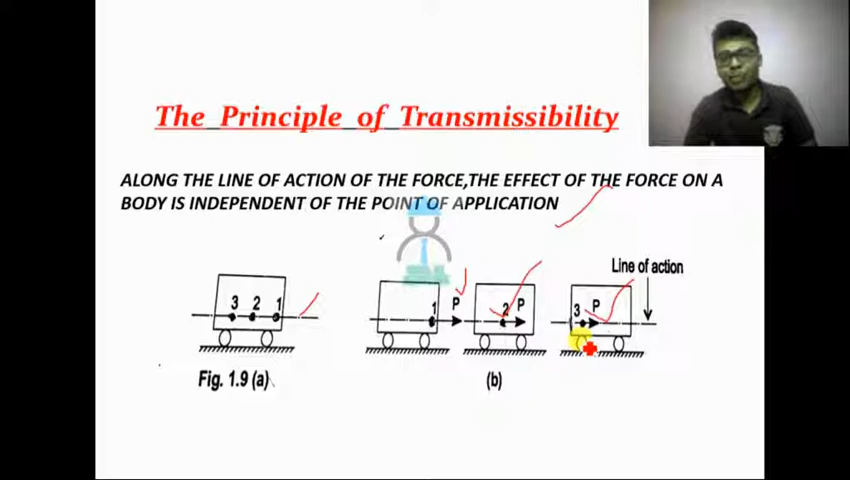 The Principle of Transmissibility
ALONG THE LINE OF ACTION OF THE FORCE,THE EFFECT OF THE FORCE ON A
BODY IS INDEPENDENT OF THE POINT OF APPLICATION
Line of action
3 2 1
1 P
2 P
3 P
Fig. 1.9 (a)
(b)